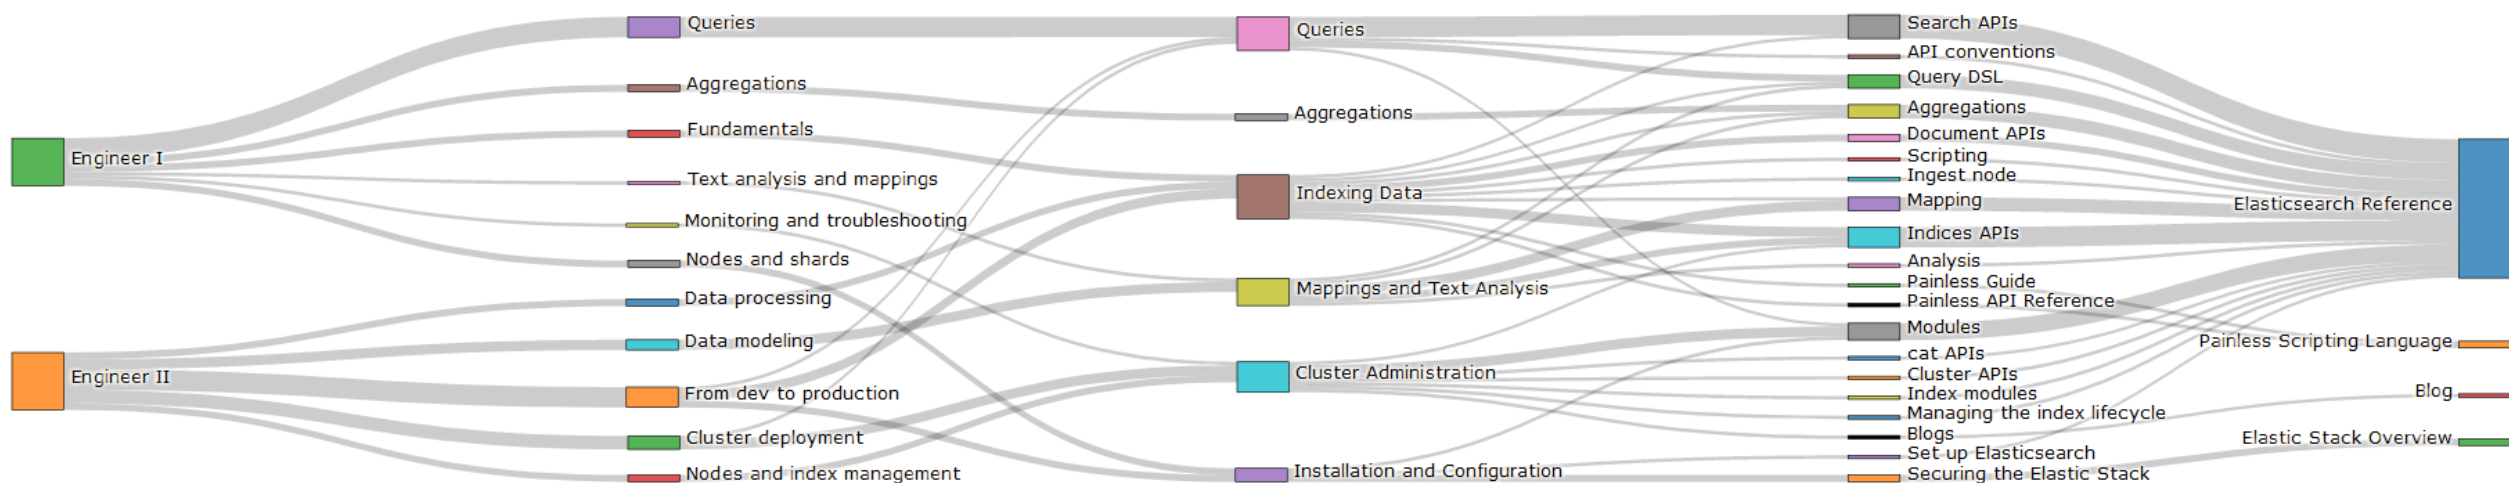 Engineer I
Engineer II
Queries
Aggregations
Fundamentals
Text analysis and mappings
Monitoring and troubleshooting
Nodes and shards
Data processing
Data modeling
From dev to production
Cluster deployment
Nodes and index management
Queries
Aggregations
Indexing Data
Mappings and Text Analysis
Cluster Administration
Installation and Configuration
Search APIs
API conventions
Query DSL
Aggregations
Document APIs
Scripting
Ingest node
Mapping
Indices APIs
Analysis
Painless Guide
Painless API Reference
Modules
cat APIs
Cluster APIs
Index modules
Managing the index lifecycle
Blogs
Set up Elasticsearch
Securing the Elastic Stack
Elasticsearch Reference
Painless Scripting Language
Blog
Elastic Stack Overview